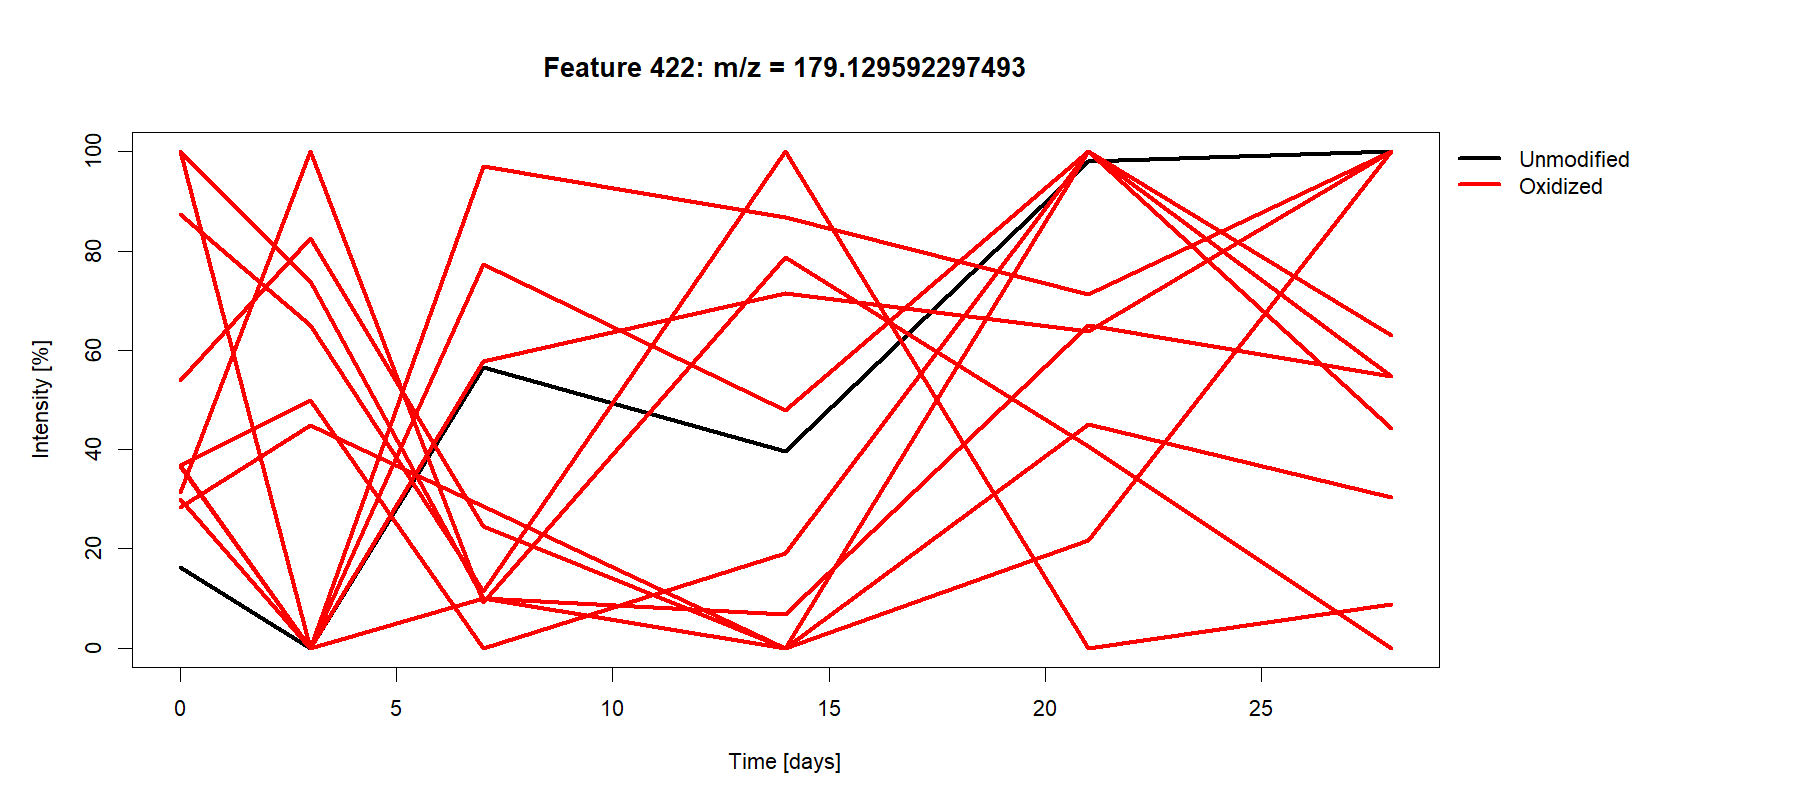 Feature 422: m/z = 179.129592297493
Unmodified
Oxidized
Intensity [%]
100
80
60
40
20
0
0 5 10 15 20 25
Time [days]